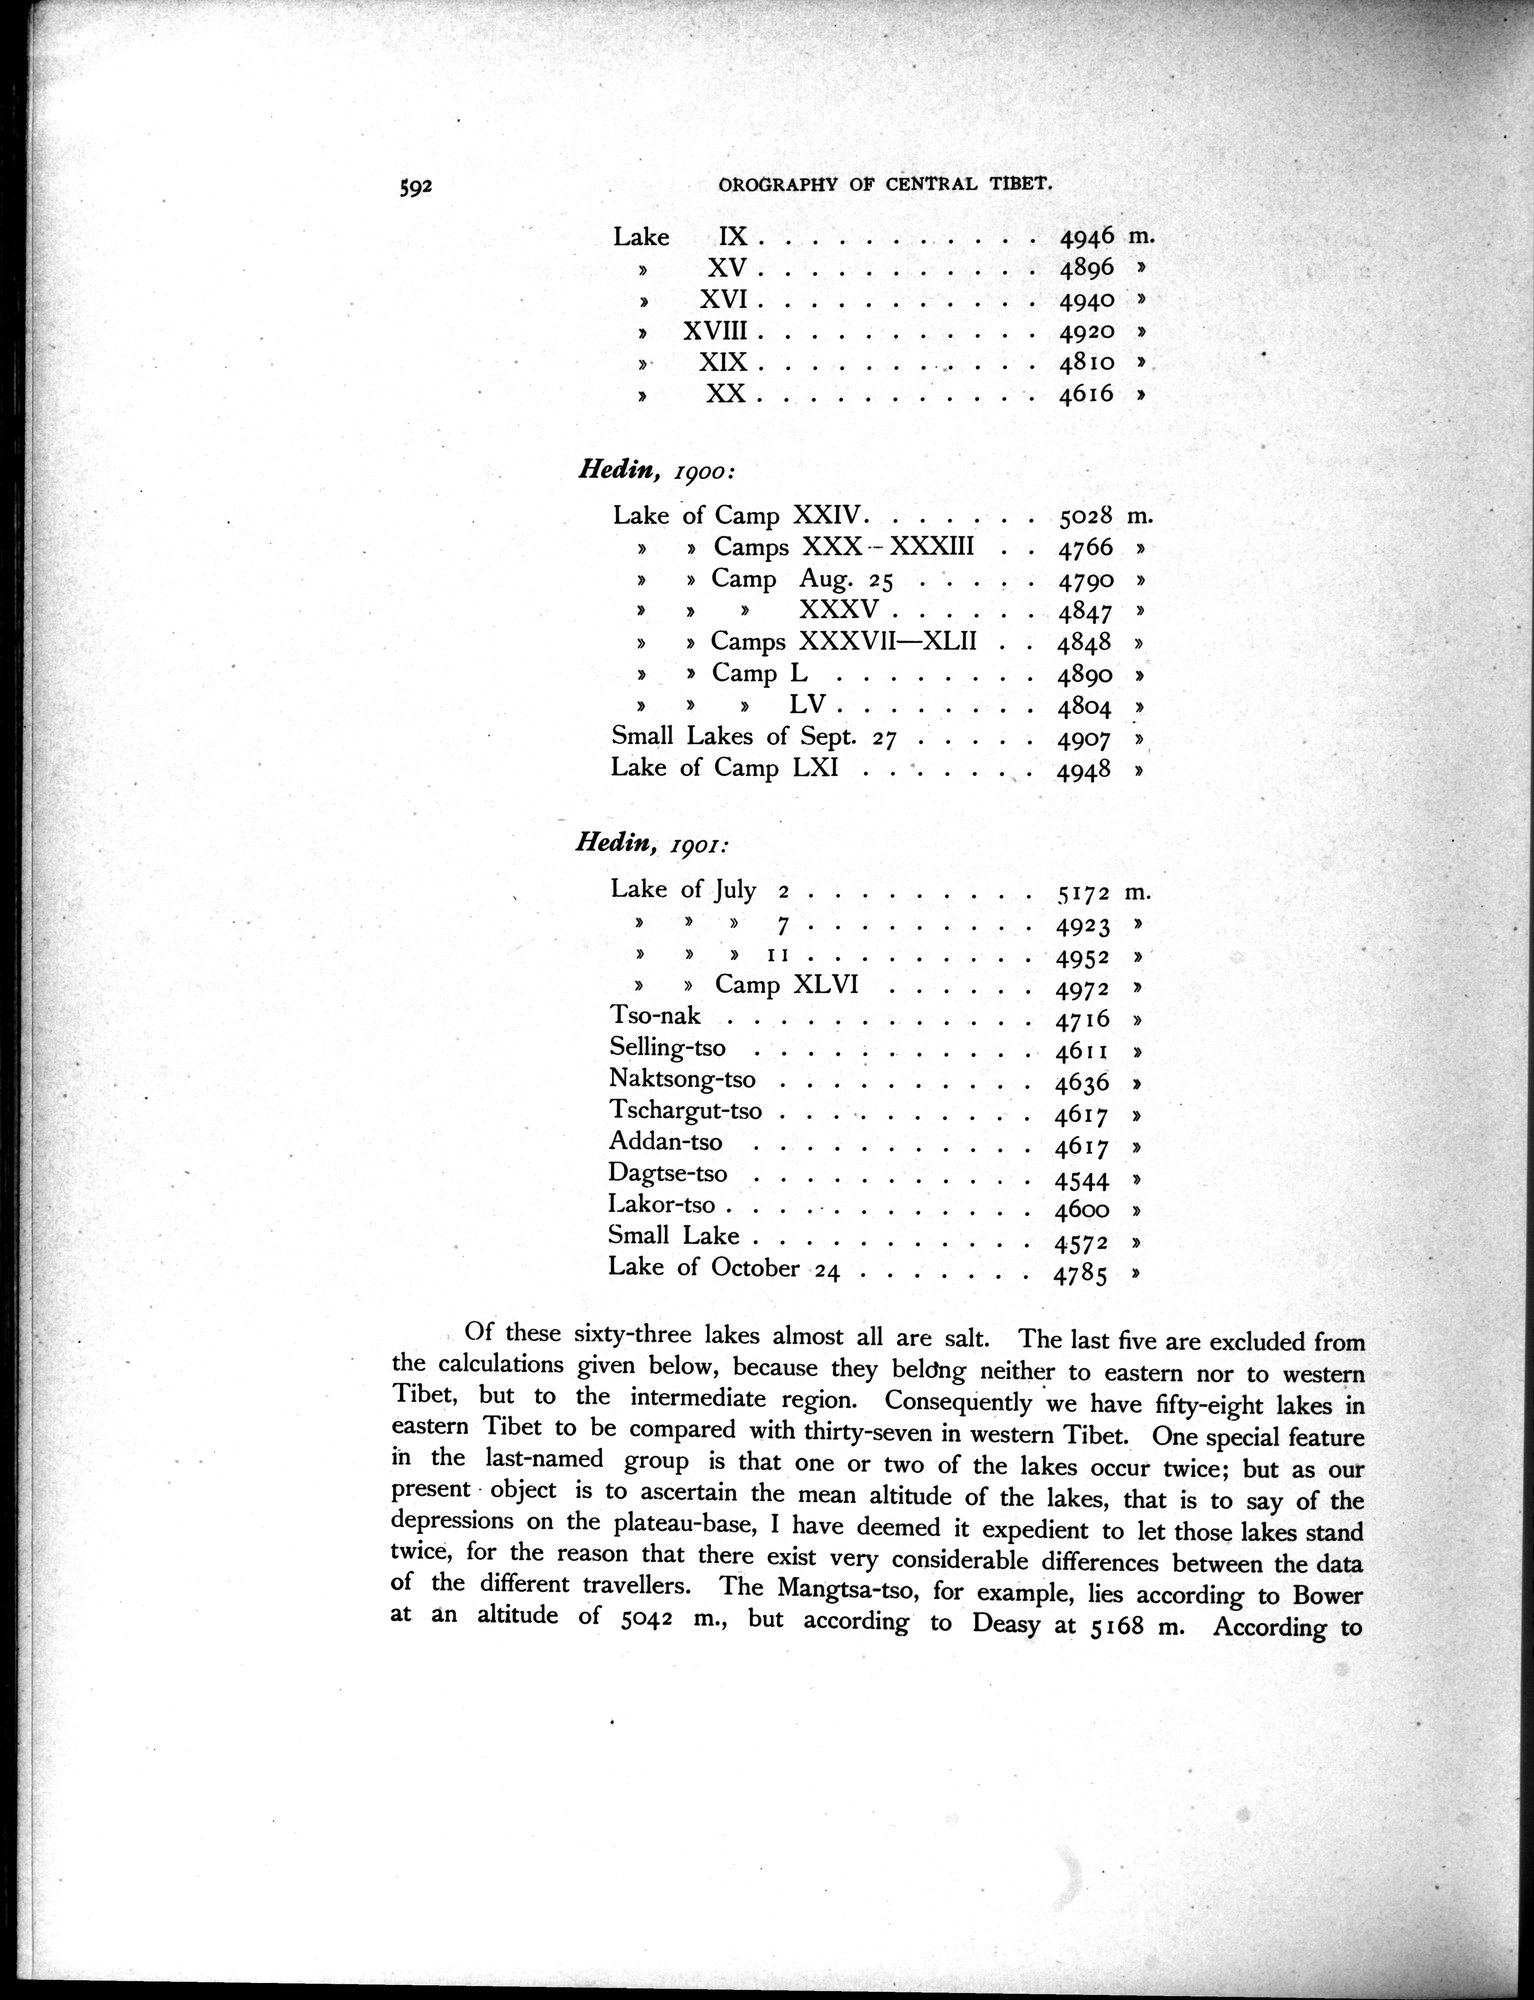 592 OROGRAPHY OF CENTRAL TIBET.
Lake IX . . . . . . . . . . . 4946 m.
» XV . . . . . . . . . . . 4896 »
» XVI . . . . . . . . . . . 4940 »
» XVIII . . . . . . . . . . . 4920 »
» XIX . . . . . . . . . . . 4810 »
» XX . . . . . . . . . . . 4616 »
Hedin, 1900:
Lake of Camp XXIV. . . . . . . 5028 m.
» » Camps XXX–XXXIII . . 4766 »
» » Camp Aug. 25 . . . . . 4790 »
» » » XXXV . . . . . . 4847 »
» » Camps XXXVII—XLII . . 4848 »
» » Camp L . . . . . . . . 4890 »
» » » LV . . . . . . . . 4804 »
Small Lakes of Sept. 27 . . . . . 4907 »
Lake of Camp LXI . . . . . . . 4948 »
Hedin, 1901:
Lake of July 2 . . . . . . . . . 5172 m.
» » » 7 . . . . . . . . . 4923 »
» » » 11 . . . . . . . . . 4952 »
» » Camp XLVI . . . . . . 4972 »
Tso-nak . . . . . . . . . . . . 4716 »
Selling-tso . . . . . . . . . . . 4611 »
Naktsong-tso . . . . . . . . . . 4636 »
Tschargut-tso . . . . . . . . . . 4617 »
Addan-tso . . . . . . . . . . . 4617 »
Dagtse-tso . . . . . . . . . . . 4544 »
Lakor-tso . . . . . . . . . . . . 4600 »
Small Lake . . . . . . . . . . . 4572 »
Lake of October 24 . . . . . . . 4785 »
Of these sixty-three lakes almost all are salt. The last five are excluded from
the calculations given below, because they belong neither to eastern nor to western
Tibet, but to the intermediate region. Consequently we have fifty-eight lakes in
eastern Tibet to be compared with thirty-seven in western Tibet. One special feature
in the last-named group is that one or two of the lakes occur twice; but as our
present object is to ascertain the mean altitude of the lakes, that is to say of the
depressions on the plateau-base, I have deemed it expedient to let those lakes stand
twice, for the reason that there exist very considerable differences between the data
of the different travellers. The Mangtsa-tso, for example, lies according to Bower
at an altitude of 5042 m., but according to Deasy at 5168 m. According to